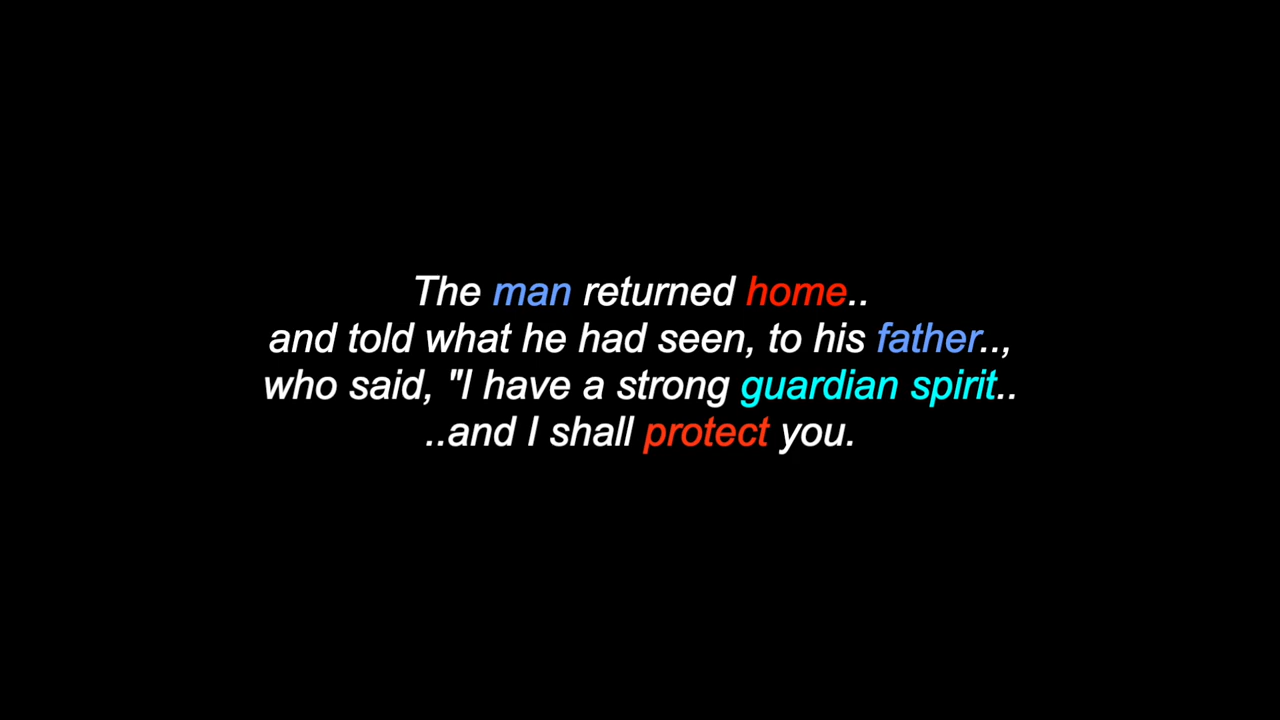 The man returned home..
and told what he had seen, to his father..,
who said, "I have a strong guardian spirit..
..and I shall protect you.